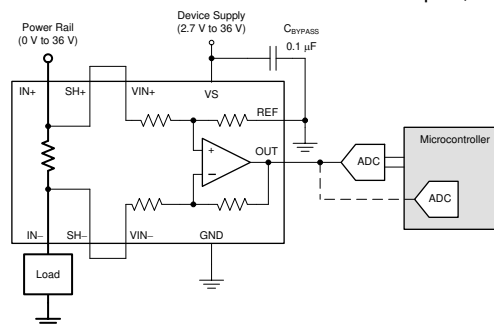 Power Rail
(0 V to 36 V)
Device Supply
(2.7 V to 36 V)
CBYPASS
0.1 μF
IN+
SH+
VIN+
VS
REF
+
OUT
−
ADC
Microcontroller
ADC
IN−
SH−
VIN−
GND
Load